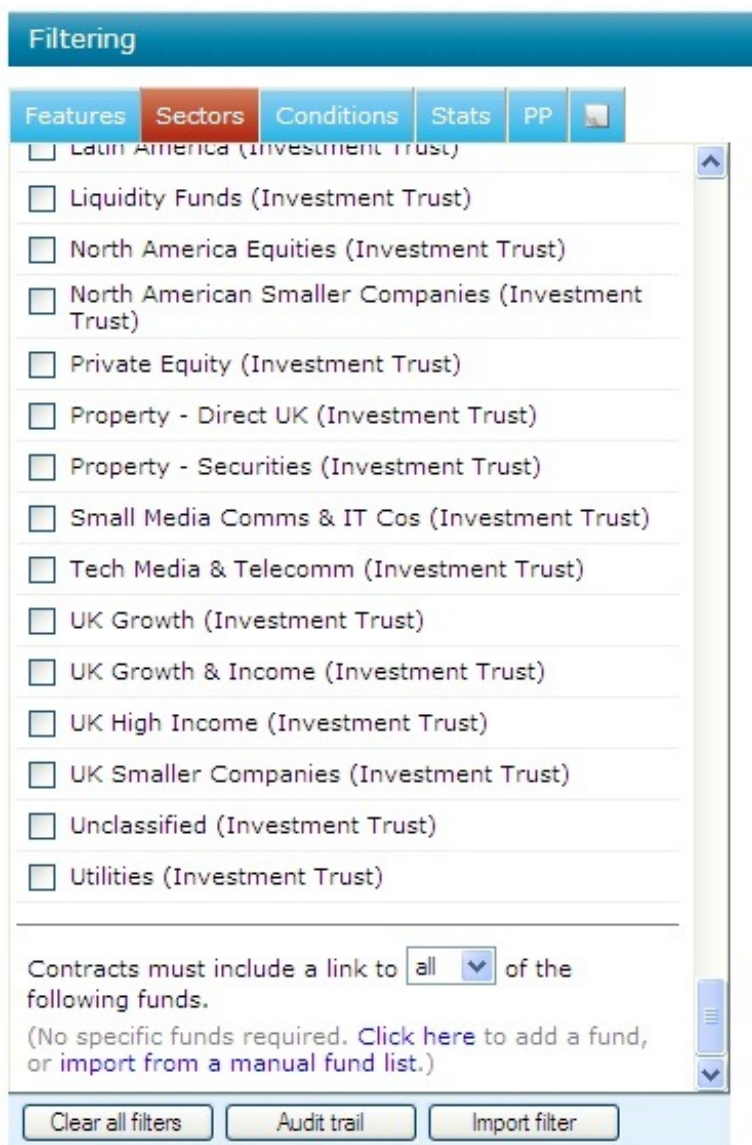 Filtering
Features Sectors Conditions Stats PP
Latin America (Investment Trust)
Liquidity Funds (Investment Trust)
North America Equities (Investment Trust)
North American Smaller Companies (Investment
Trust)
Private Equity (Investment Trust)
Property - Direct UK (Investment Trust)
Property - Securities (Investment Trust)
Small Media Comms & IT Cos (Investment Trust)
Tech Media & Telecomm (Investment Trust)
UK Growth (Investment Trust)
UK Growth & Income (Investment Trust)
UK High Income (Investment Trust)
UK Smaller Companies (Investment Trust)
Unclassified (Investment Trust)
Utilities (Investment Trust)
Contracts must include a link to all of the
following funds.
(No specific funds required. Click here to add a fund,
or import from a manual fund list.)
Clear all filters Audit trail Import filter